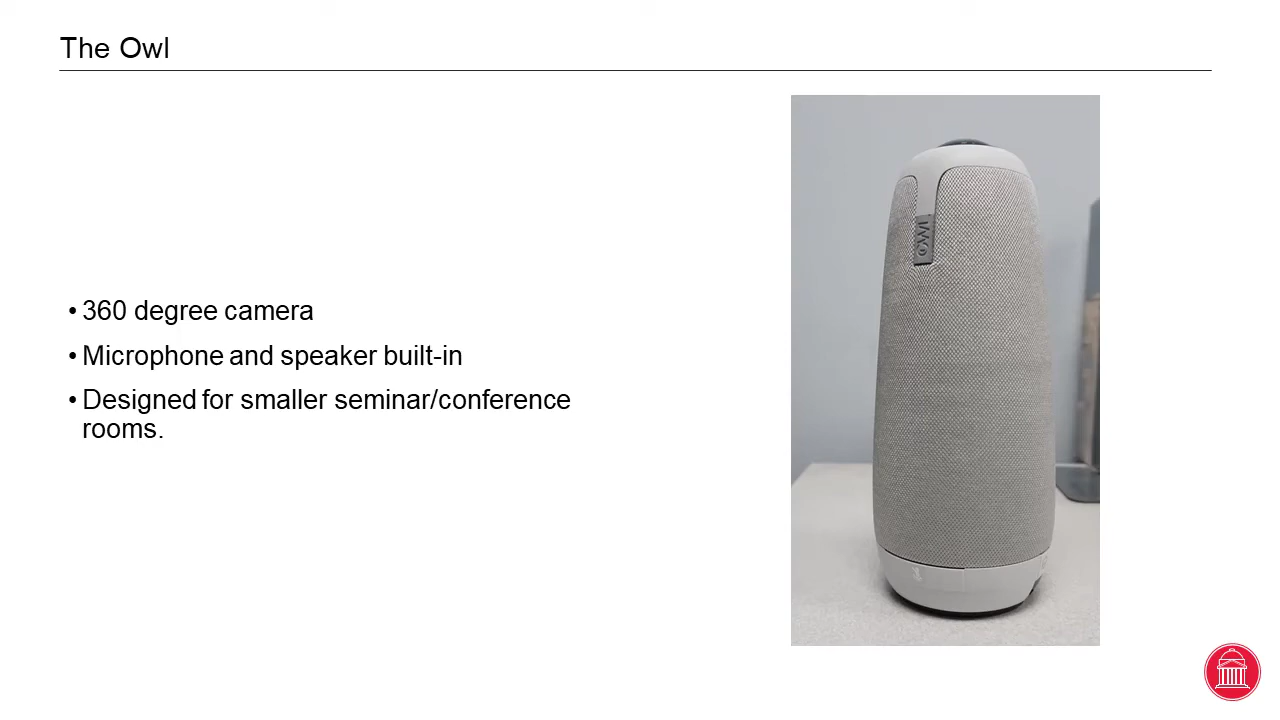 The Owl
• 360 degree camera
• Microphone and speaker built-in
• Designed for smaller seminar/conference
rooms.
OWL